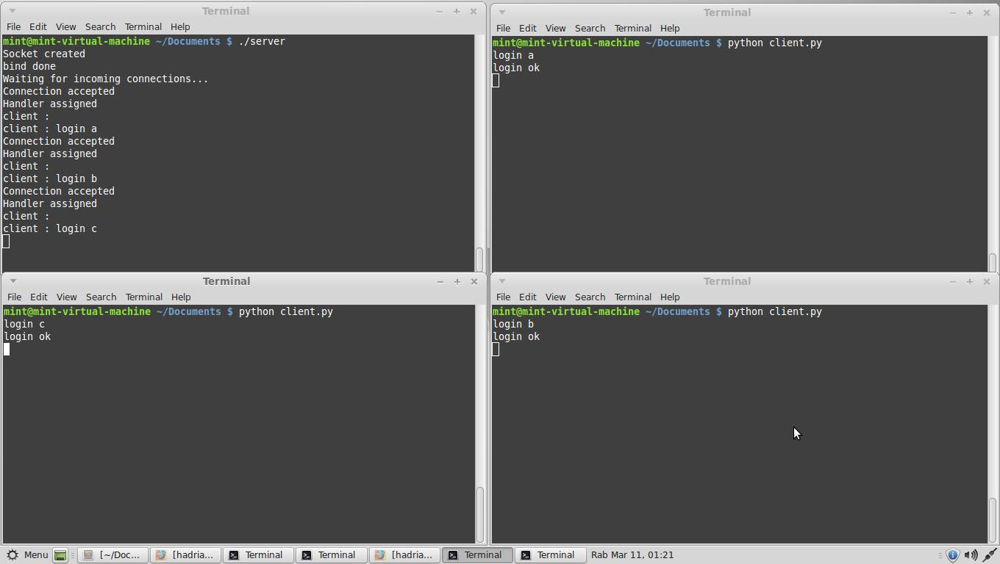 Terminal
File Edit View Search Terminal Help
mint@mint-virtual-machine ~/Documents $ ./server
Socket created
bind done
Waiting for incoming connections...
Connection accepted
Handler assigned
client :
client : login a
Connection accepted
Handler assigned
client :
client : login b
Connection accepted
Handler assigned
client :
client : login c
Terminal
File Edit View Search Terminal Help
mint@mint-virtual-machine ~/Documents $ python client.py
login a
login ok
Terminal
File Edit View Search Terminal Help
mint@mint-virtual-machine ~/Documents $ python client.py
login c
login ok
Terminal
File Edit View Search Terminal Help
mint@mint-virtual-machine ~/Documents $ python client.py
login b
login ok
Menu [~/Doc... [hadria... Terminal Terminal [hadria... Terminal Terminal Rab Mar 11, 01:21